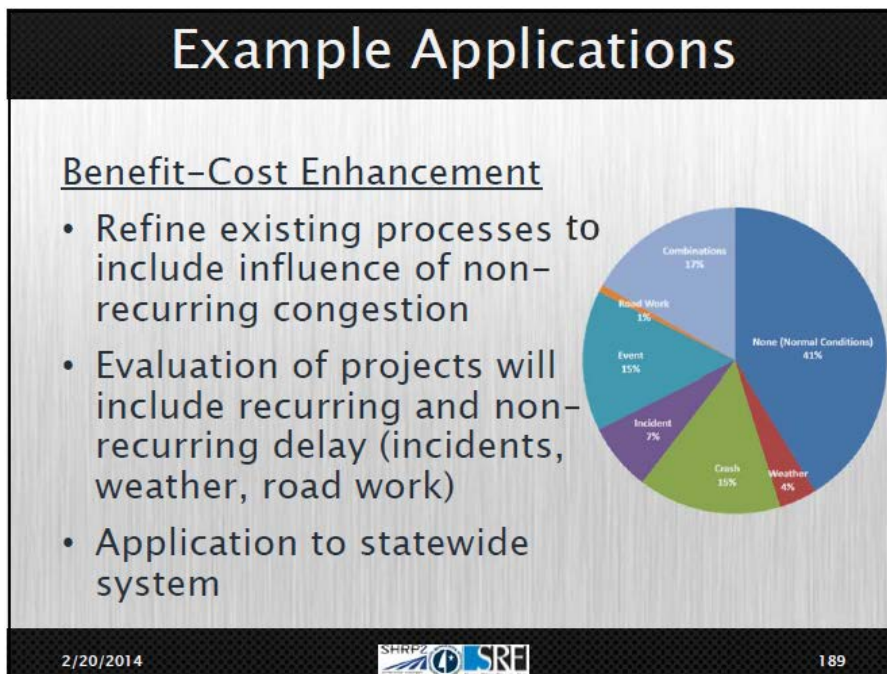 Example Applications
Benefit-Cost Enhancement
• Refine existing processes to
include influence of non-
recurring congestion
• Evaluation of projects will
include recurring and non-
recurring delay (incidents,
weather, road work)
• Application to statewide
system
Combinations
17%
Road Work
1%
Event
15%
Incident
7%
Crash
15%
Weather
4%
None (Normal Conditions)
41%
2/20/2014
SHRP2
SRF
189